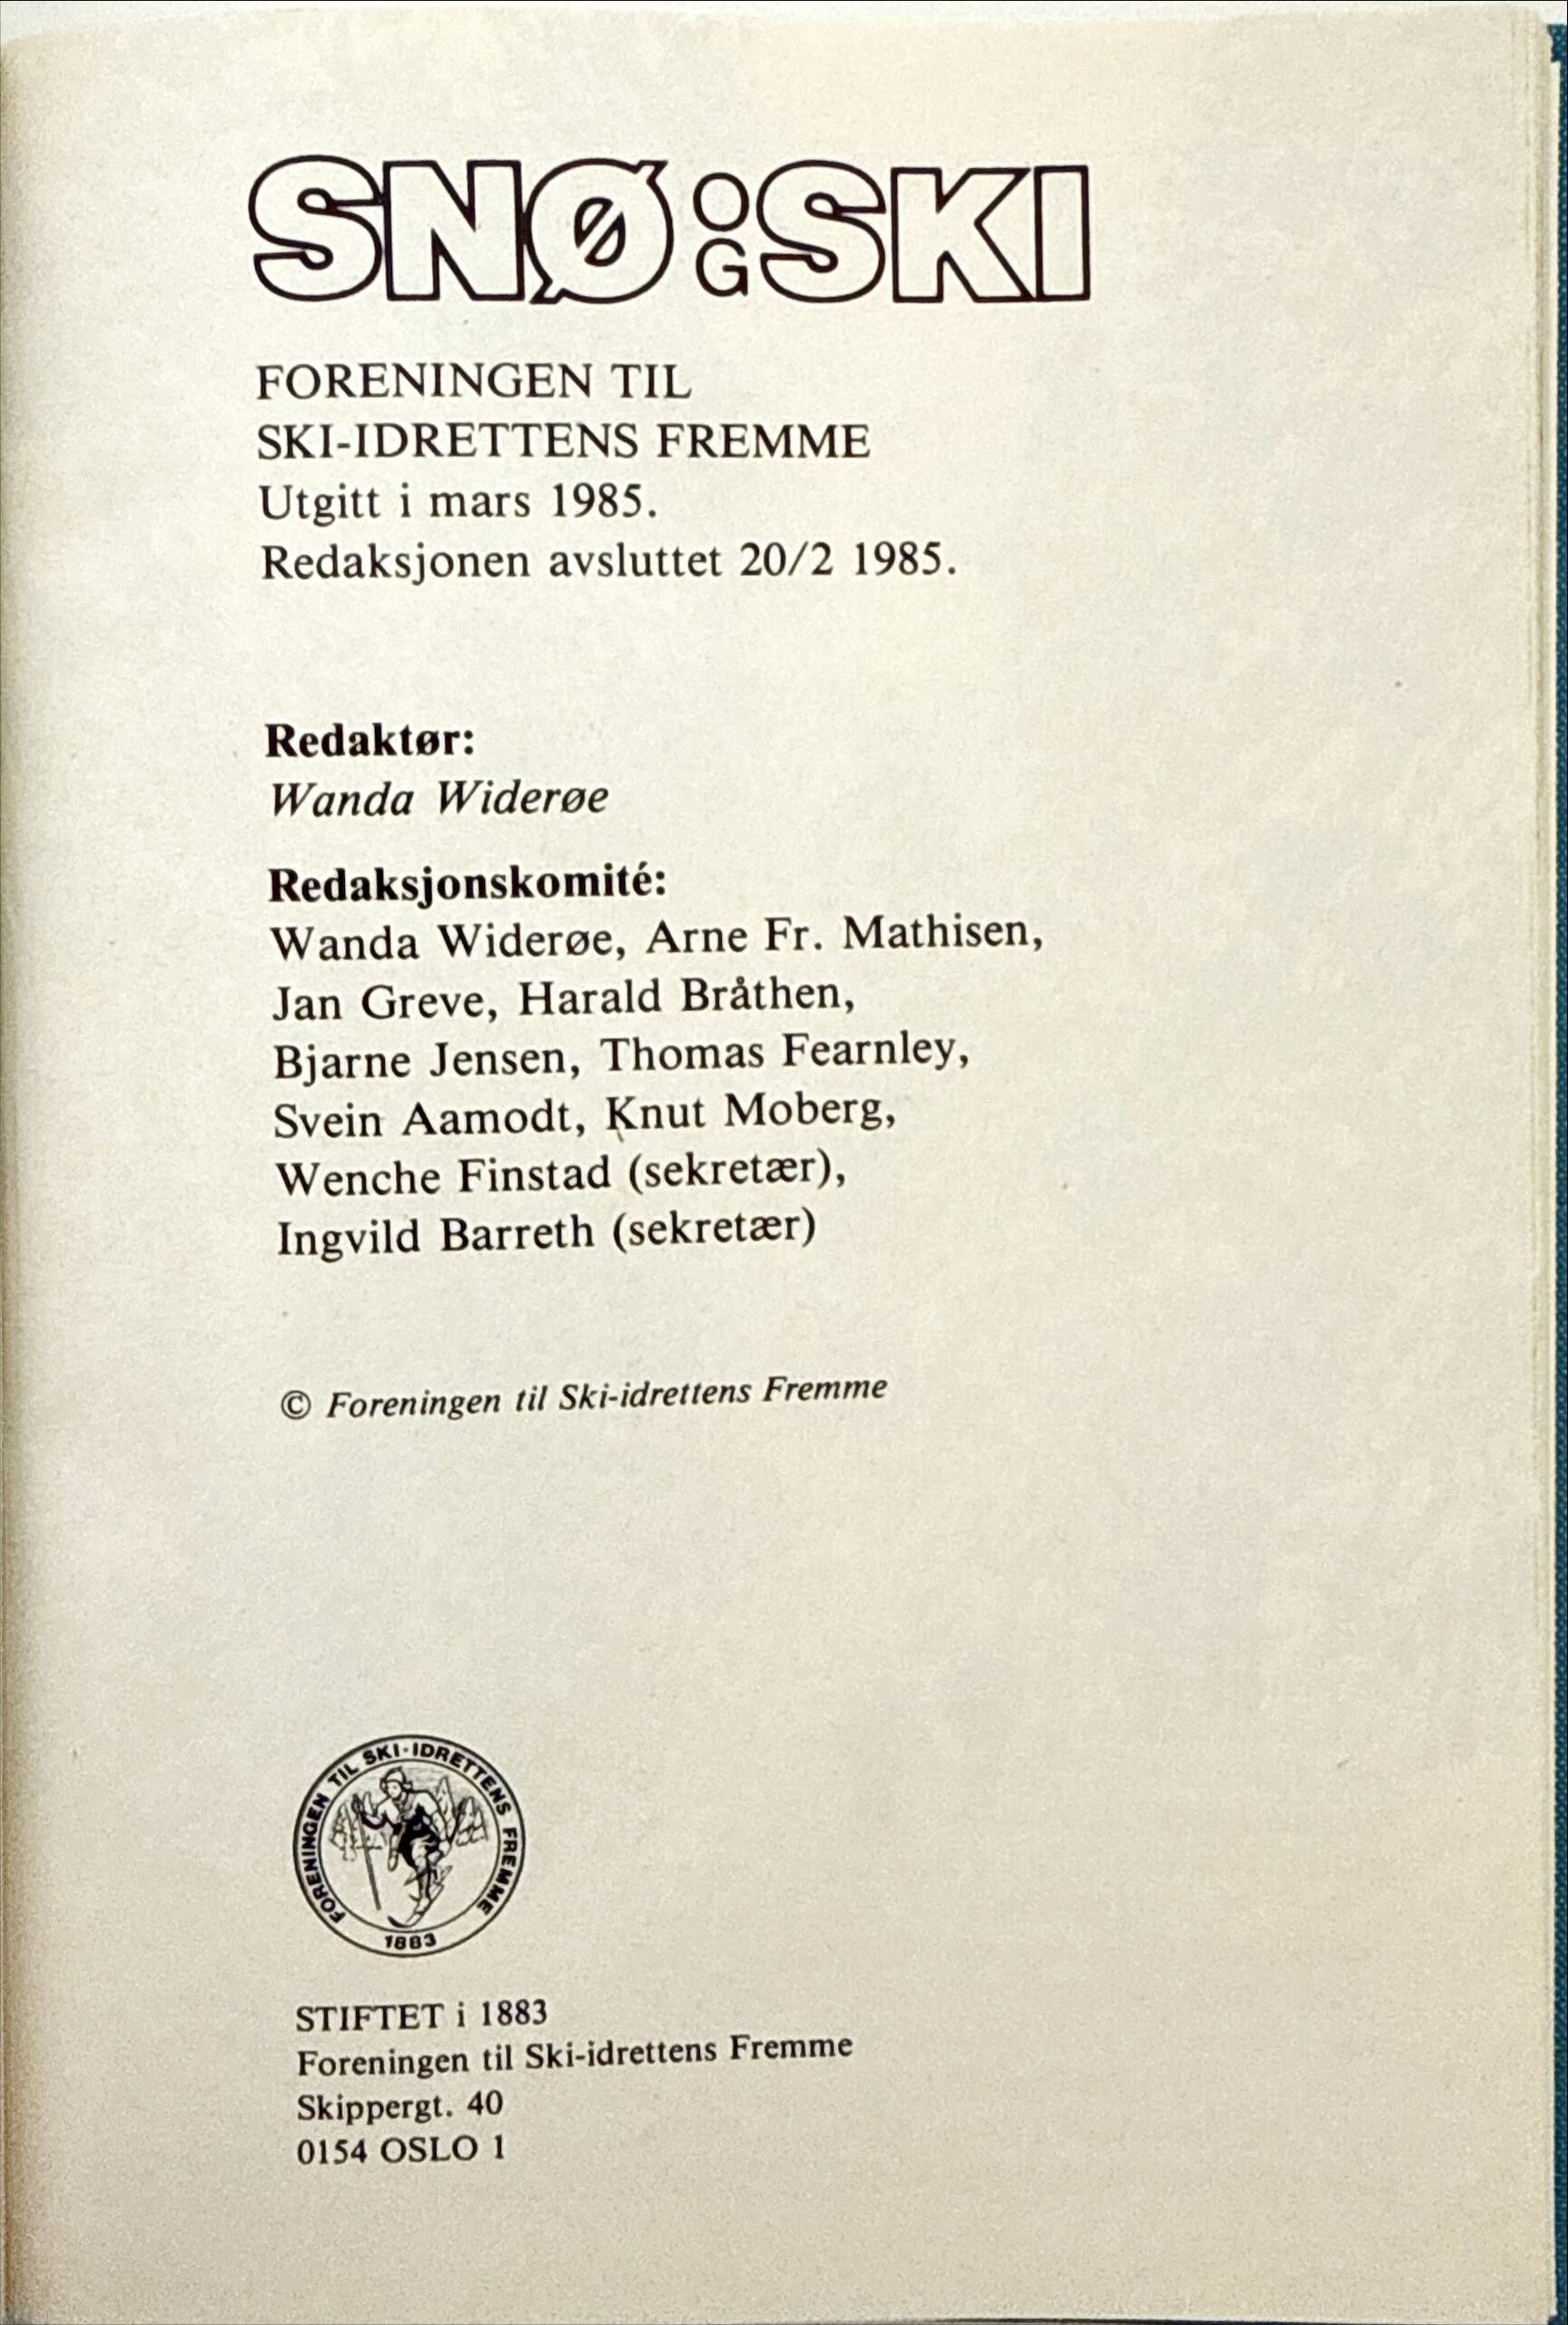 SNØ OG SKI
FORENINGEN TIL
SKI-IDRETTENS FREMME
Utgitt i mars 1985.
Redaksjonen avsluttet 20/2 1985.
Redaktør:
Wanda Widerøe
Redaksjonskomité:
Wanda Widerøe, Arne Fr. Mathisen,
Jan Greve, Harald Bråthen,
Bjarne Jensen, Thomas Fearnley,
Svein Aamodt, Knut Moberg,
Wenche Finstad (sekretær),
Ingvild Barreth (sekretær)
© Foreningen til Ski-idrettens Fremme
FORENINGEN TIL SKI-IDRETTENS FREMME
1883
STIFTET i 1883
Foreningen til Ski-idrettens Fremme
Skippergt. 40
0154 OSLO 1